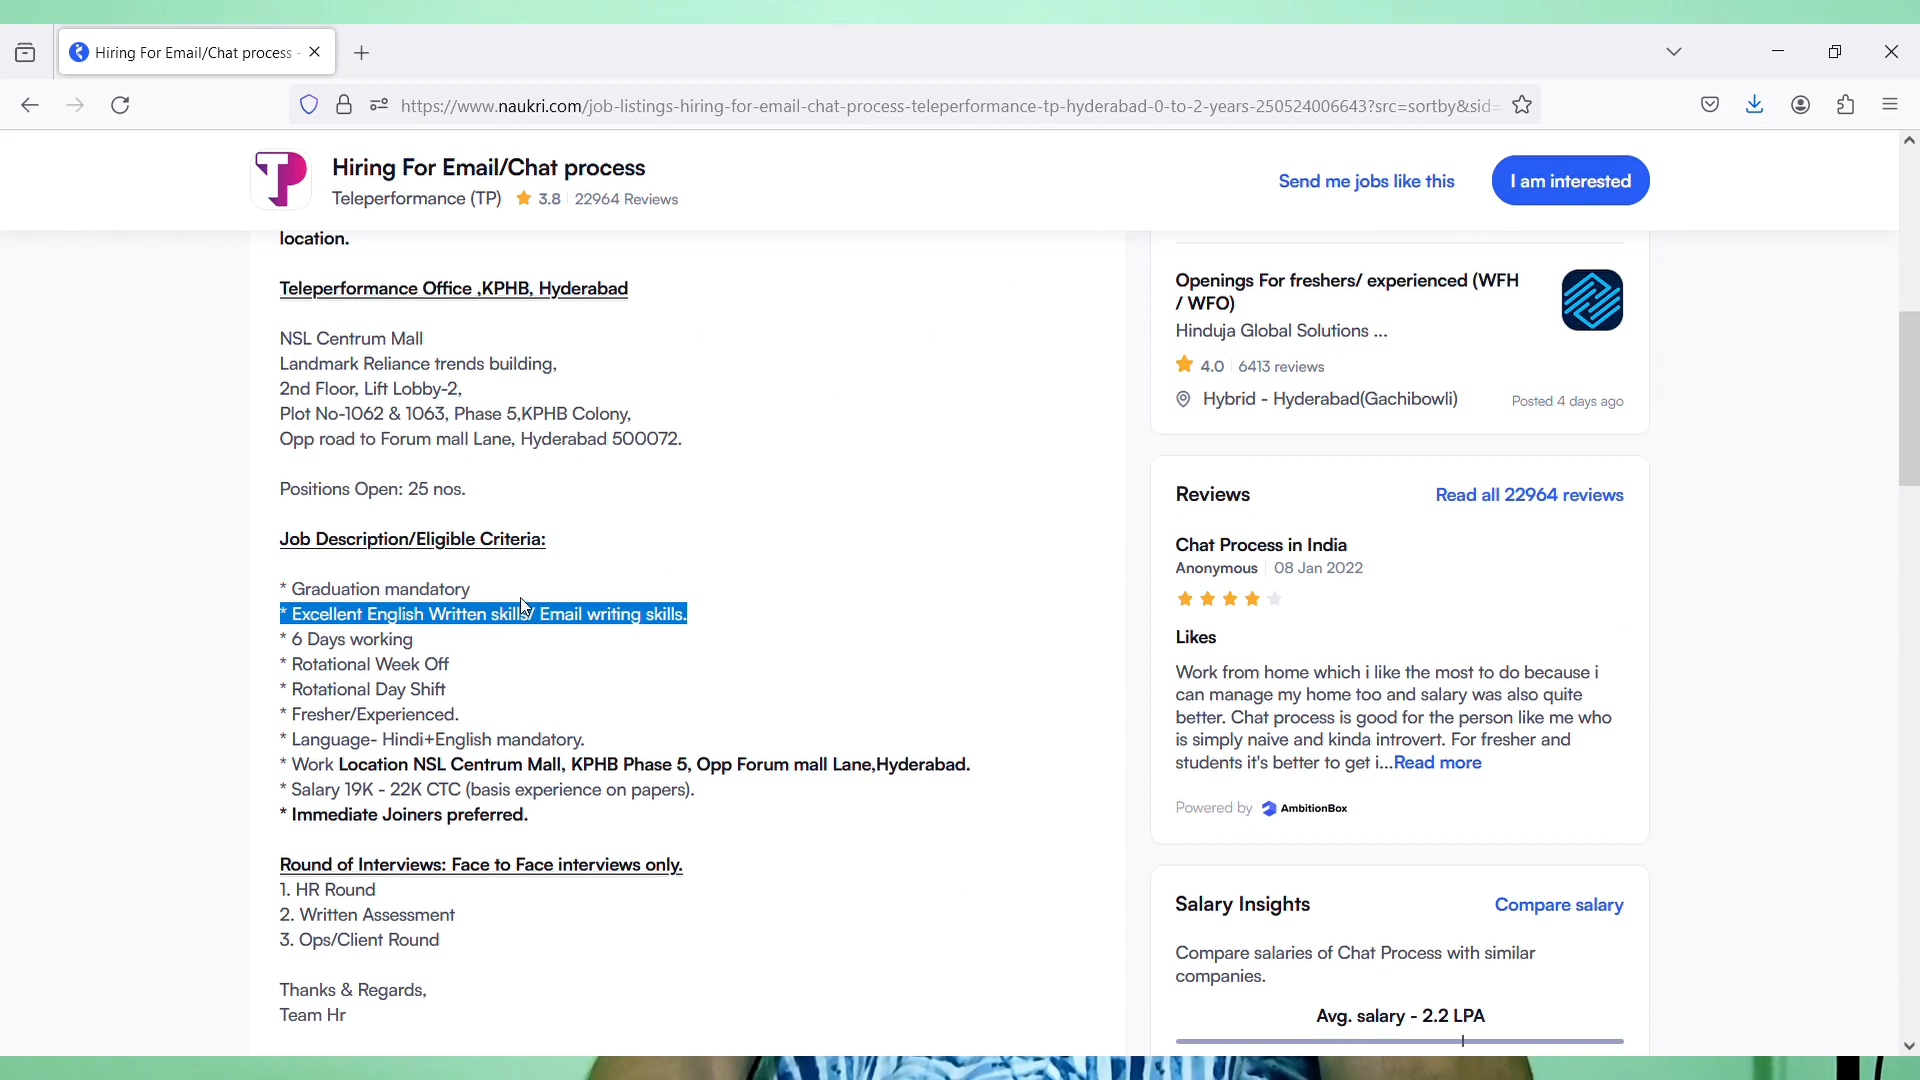 Hiring For Email/Chat process -
https://www.naukri.com/job-listings-hiring-for-email-chat-process-teleperformance-tp-hyderabad-0-to-2-years-250524006643?src=sortby&sid=
TP
Hiring For Email/Chat process
Teleperformance (TP) 3.8 22964 Reviews
Send me jobs like this
I am interested
location.
Teleperformance Office ,KPHB, Hyderabad
NSL Centrum Mall
Landmark Reliance trends building,
2nd Floor, Lift Lobby-2,
Plot No-1062 & 1063, Phase 5,KPHB Colony,
Opp road to Forum mall Lane, Hyderabad 500072.
Positions Open: 25 nos.
Job Description/Eligible Criteria:
* Graduation mandatory
* Excellent English Written skills/ Email writing skills.
* 6 Days working
* Rotational Week Off
* Rotational Day Shift
* Fresher/Experienced.
* Language- Hindi+English mandatory.
* Work Location NSL Centrum Mall, KPHB Phase 5, Opp Forum mall Lane,Hyderabad.
* Salary 19K - 22K CTC (basis experience on papers).
* Immediate Joiners preferred.
Round of Interviews: Face to Face interviews only.
1. HR Round
2. Written Assessment
3. Ops/Client Round
Thanks & Regards,
Team Hr
Openings For freshers/ experienced (WFH
/ WFO)
Hinduja Global Solutions ...
4.0 6413 reviews
Hybrid - Hyderabad(Gachibowli)
Posted 4 days ago
Reviews
Read all 22964 reviews
Chat Process in India
Anonymous 08 Jan 2022
Likes
Work from home which i like the most to do because i
can manage my home too and salary was also quite
better. Chat process is good for the person like me who
is simply naive and kinda introvert. For fresher and
students it's better to get i...Read more
Powered by AmbitionBox
Salary Insights
Compare salary
Compare salaries of Chat Process with similar
companies.
Avg. salary - 2.2 LPA